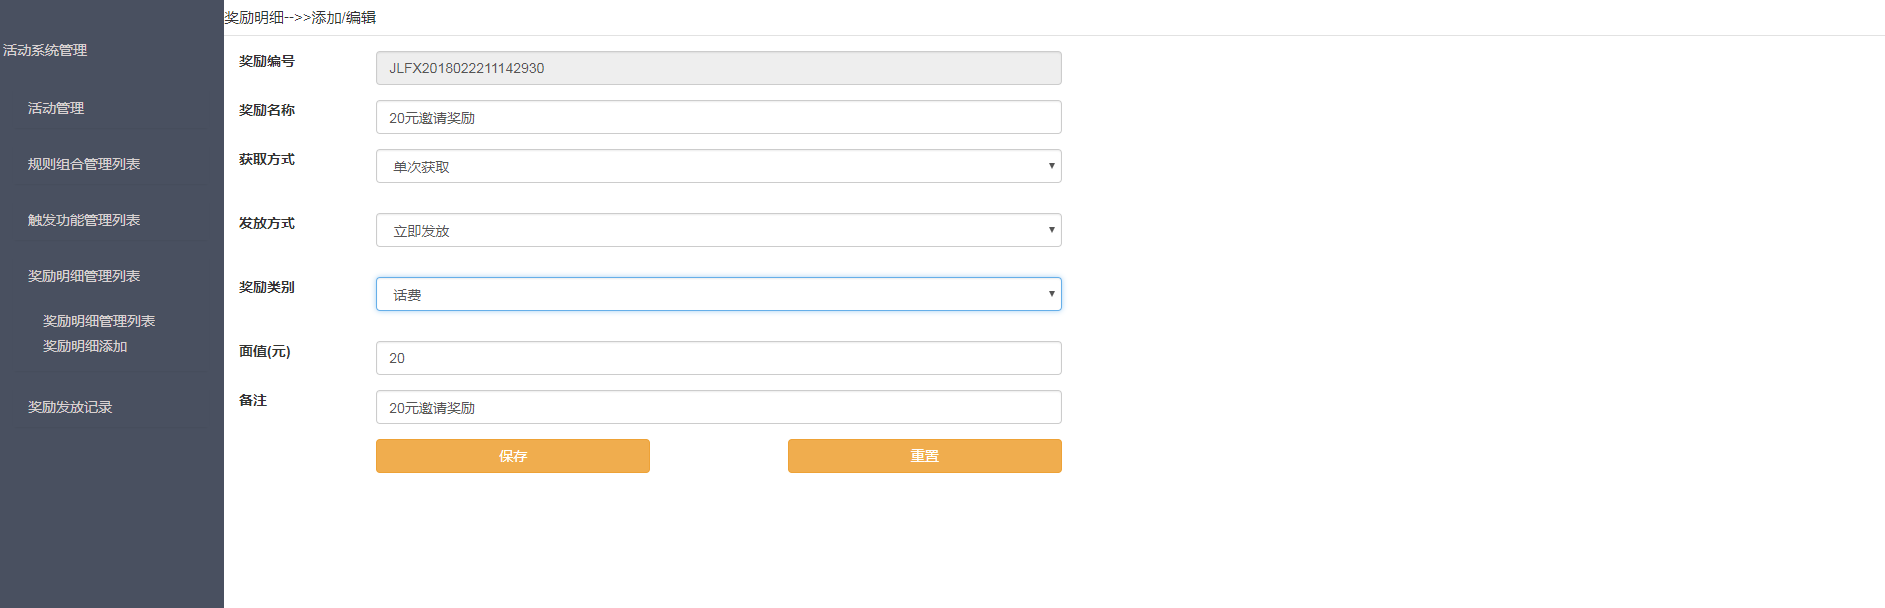 活动系统管理
活动管理
规则组合管理列表
触发功能管理列表
奖励明细管理列表
奖励明细管理列表
奖励明细添加
奖励发放记录
奖励明细-->>添加/编辑
奖励编号
JLFX2018022211142930
奖励名称
20元邀请奖励
获取方式
单次获取
发放方式
立即发放
奖励类别
话费
面值(元)
20
备注
20元邀请奖励
保存
重置